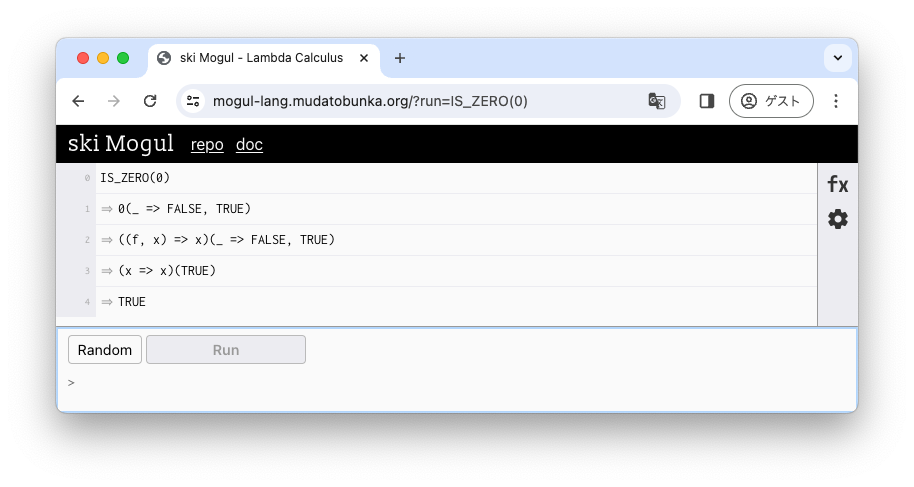 ski Mogul - Lambda Calculus
mogul-lang.mudatobunka.org/?run=IS_ZERO(0)
ゲスト
ski Mogul repo doc
fx
0 IS_ZERO(0)
1 ⇒ 0(_ => FALSE, TRUE)
2 ⇒ ((f, x) => x)(_ => FALSE, TRUE)
3 ⇒ (x => x)(TRUE)
4 ⇒ TRUE
Random Run
>